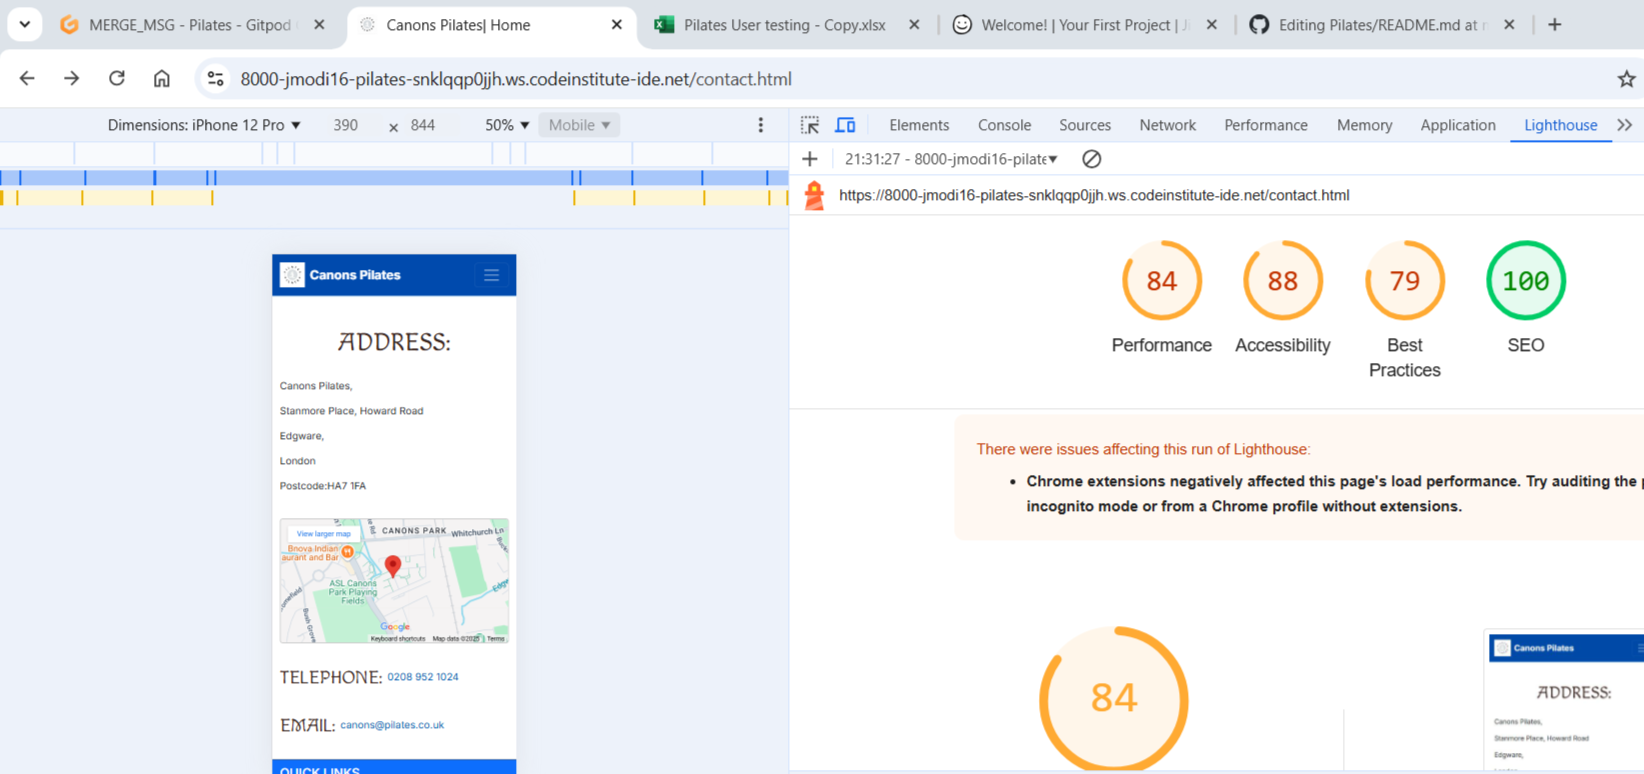 MERGE_MSG - Pilates - Gitpod
Canons Pilates| Home
Pilates User testing - Copy.xlsx
Welcome! | Your First Project |
Editing Pilates/README.md at
8000-jmodi16-pilates-snklqqp0jjh.ws.codeinstitute-ide.net/contact.html
Dimensions: iPhone 12 Pro 390 x 844 50% Mobile
Elements Console Sources Network Performance Memory Application Lighthouse
21:31:27 - 8000-jmodi16-pilate
https://8000-jmodi16-pilates-snklqqp0jjh.ws.codeinstitute-ide.net/contact.html
Canons Pilates
ADDRESS:
Canons Pilates,
Stanmore Place, Howard Road
Edgware,
London
Postcode:HA7 1FA
View larger map
CANONS PARK
Whitchurch Ln
Bnova Indian
aurant and Bar
ASL Canons
Park Playing
Fields
Bush Grove
Google
Keyboard shortcuts Map data ©2025 Terms
TELEPHONE: 0208 952 1024
EMAIL: canons@pilates.co.uk
QUICK LINKS
84 88 79 100
Performance Accessibility Best SEO
Practices
There were issues affecting this run of Lighthouse:
• Chrome extensions negatively affected this page's load performance. Try auditing the
incognito mode or from a Chrome profile without extensions.
84
Canons Pilates
ADDRESS:
Canons Pilates,
Stanmore Place, Howard Road
Edgware,